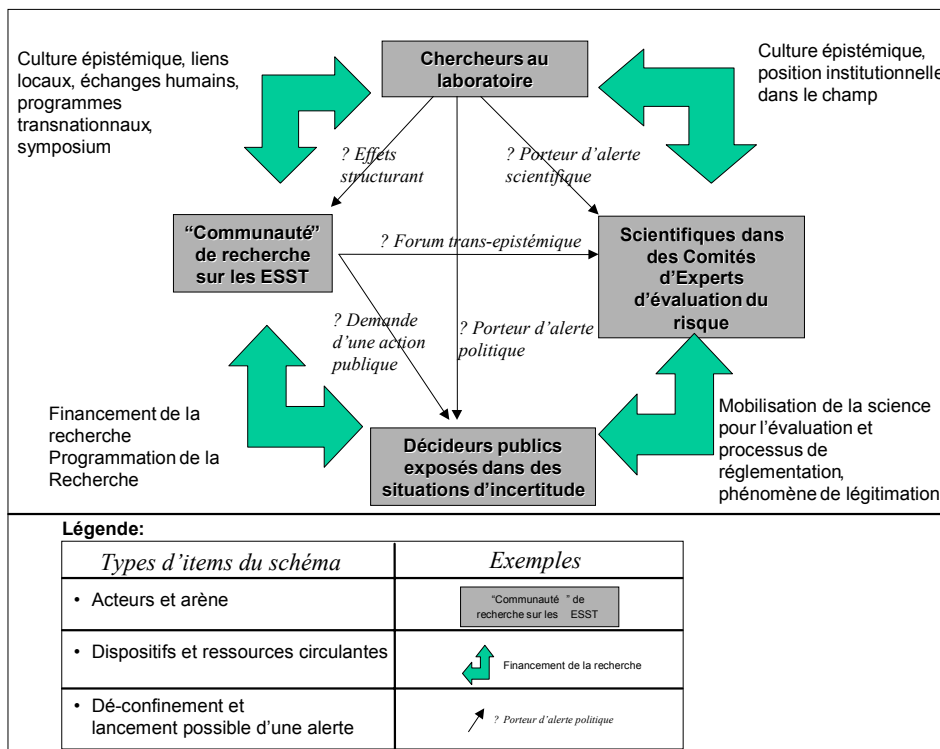 Culture épistémique, liens
locaux, échanges humains,
programmes
transnationnaux,
symposium
Chercheurs au
laboratoire
Culture épistémique,
position institutionnelle
dans le champ
? Effets
structurant
? Porteur d'alerte
scientifique
"Communauté"
de recherche
sur les ESST
? Forum trans-epistémique
Scientifiques dans
des Comités
d'Experts
d'évaluation du
risque
? Demande
d'une action
publique
? Porteur d'alerte
politique
Financement de la
recherche
Programmation de la
Recherche
Décideurs publics
exposés dans des
situations d'incertitude
Mobilisation de la science
pour l'évaluation et
processus de
réglementation,
phénomène de légitimation
Légende:
Types d'items du schéma
Exemples
• Acteurs et arène
"Communauté " de
recherche sur les ESST
• Dispositifs et ressources circulantes
Financement de la recherche
• Dé-confinement et
lancement possible d'une alerte
? Porteur d'alerte politique